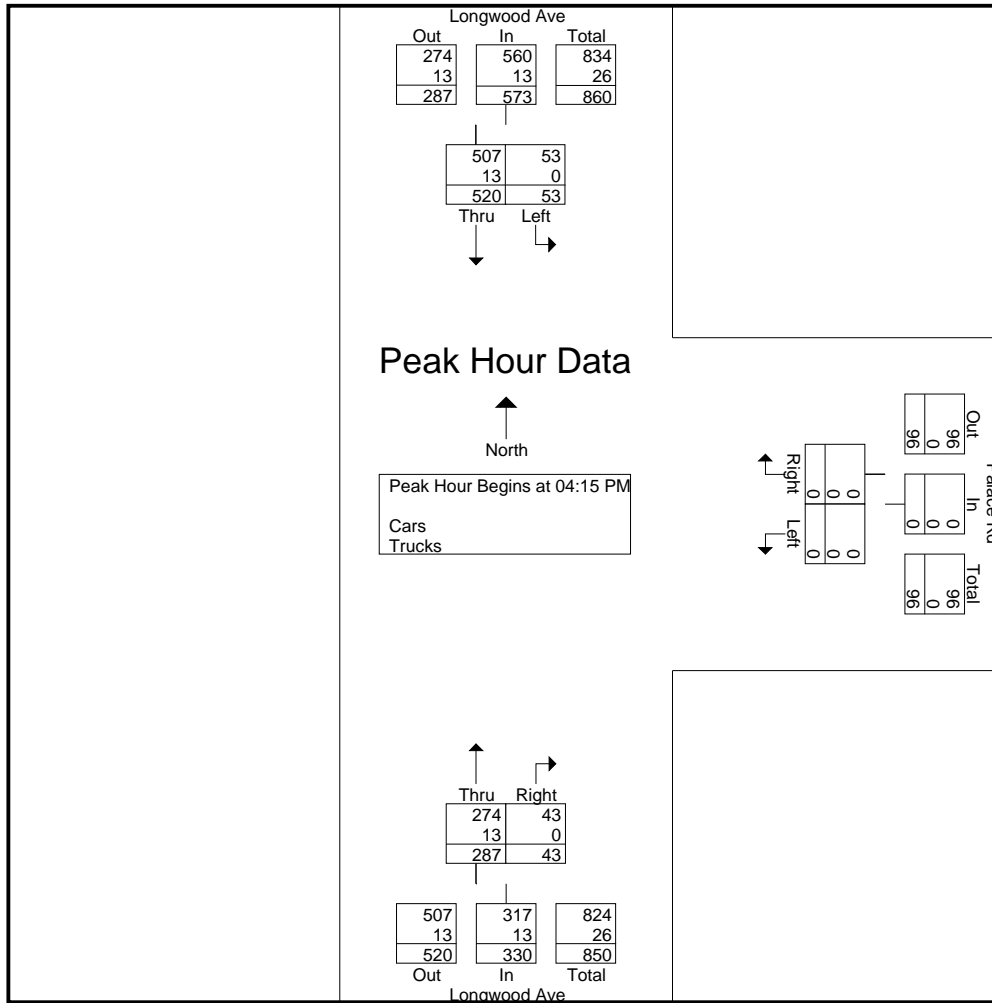 Longwood Ave
Out In Total
274 560 834
13 13 26
287 573 860
507 53
13 0
520 53
Thru Left
Peak Hour Data
North
Peak Hour Begins at 04:15 PM
Cars
Trucks
Out
96
0
96
Right
0
0
0
In
0
0
0
Left
0
0
0
Total
96
0
96
Thru Right
274 43
13 0
287 43
507 317 824
13 13 26
520 330 850
Out In Total
Longwood Ave